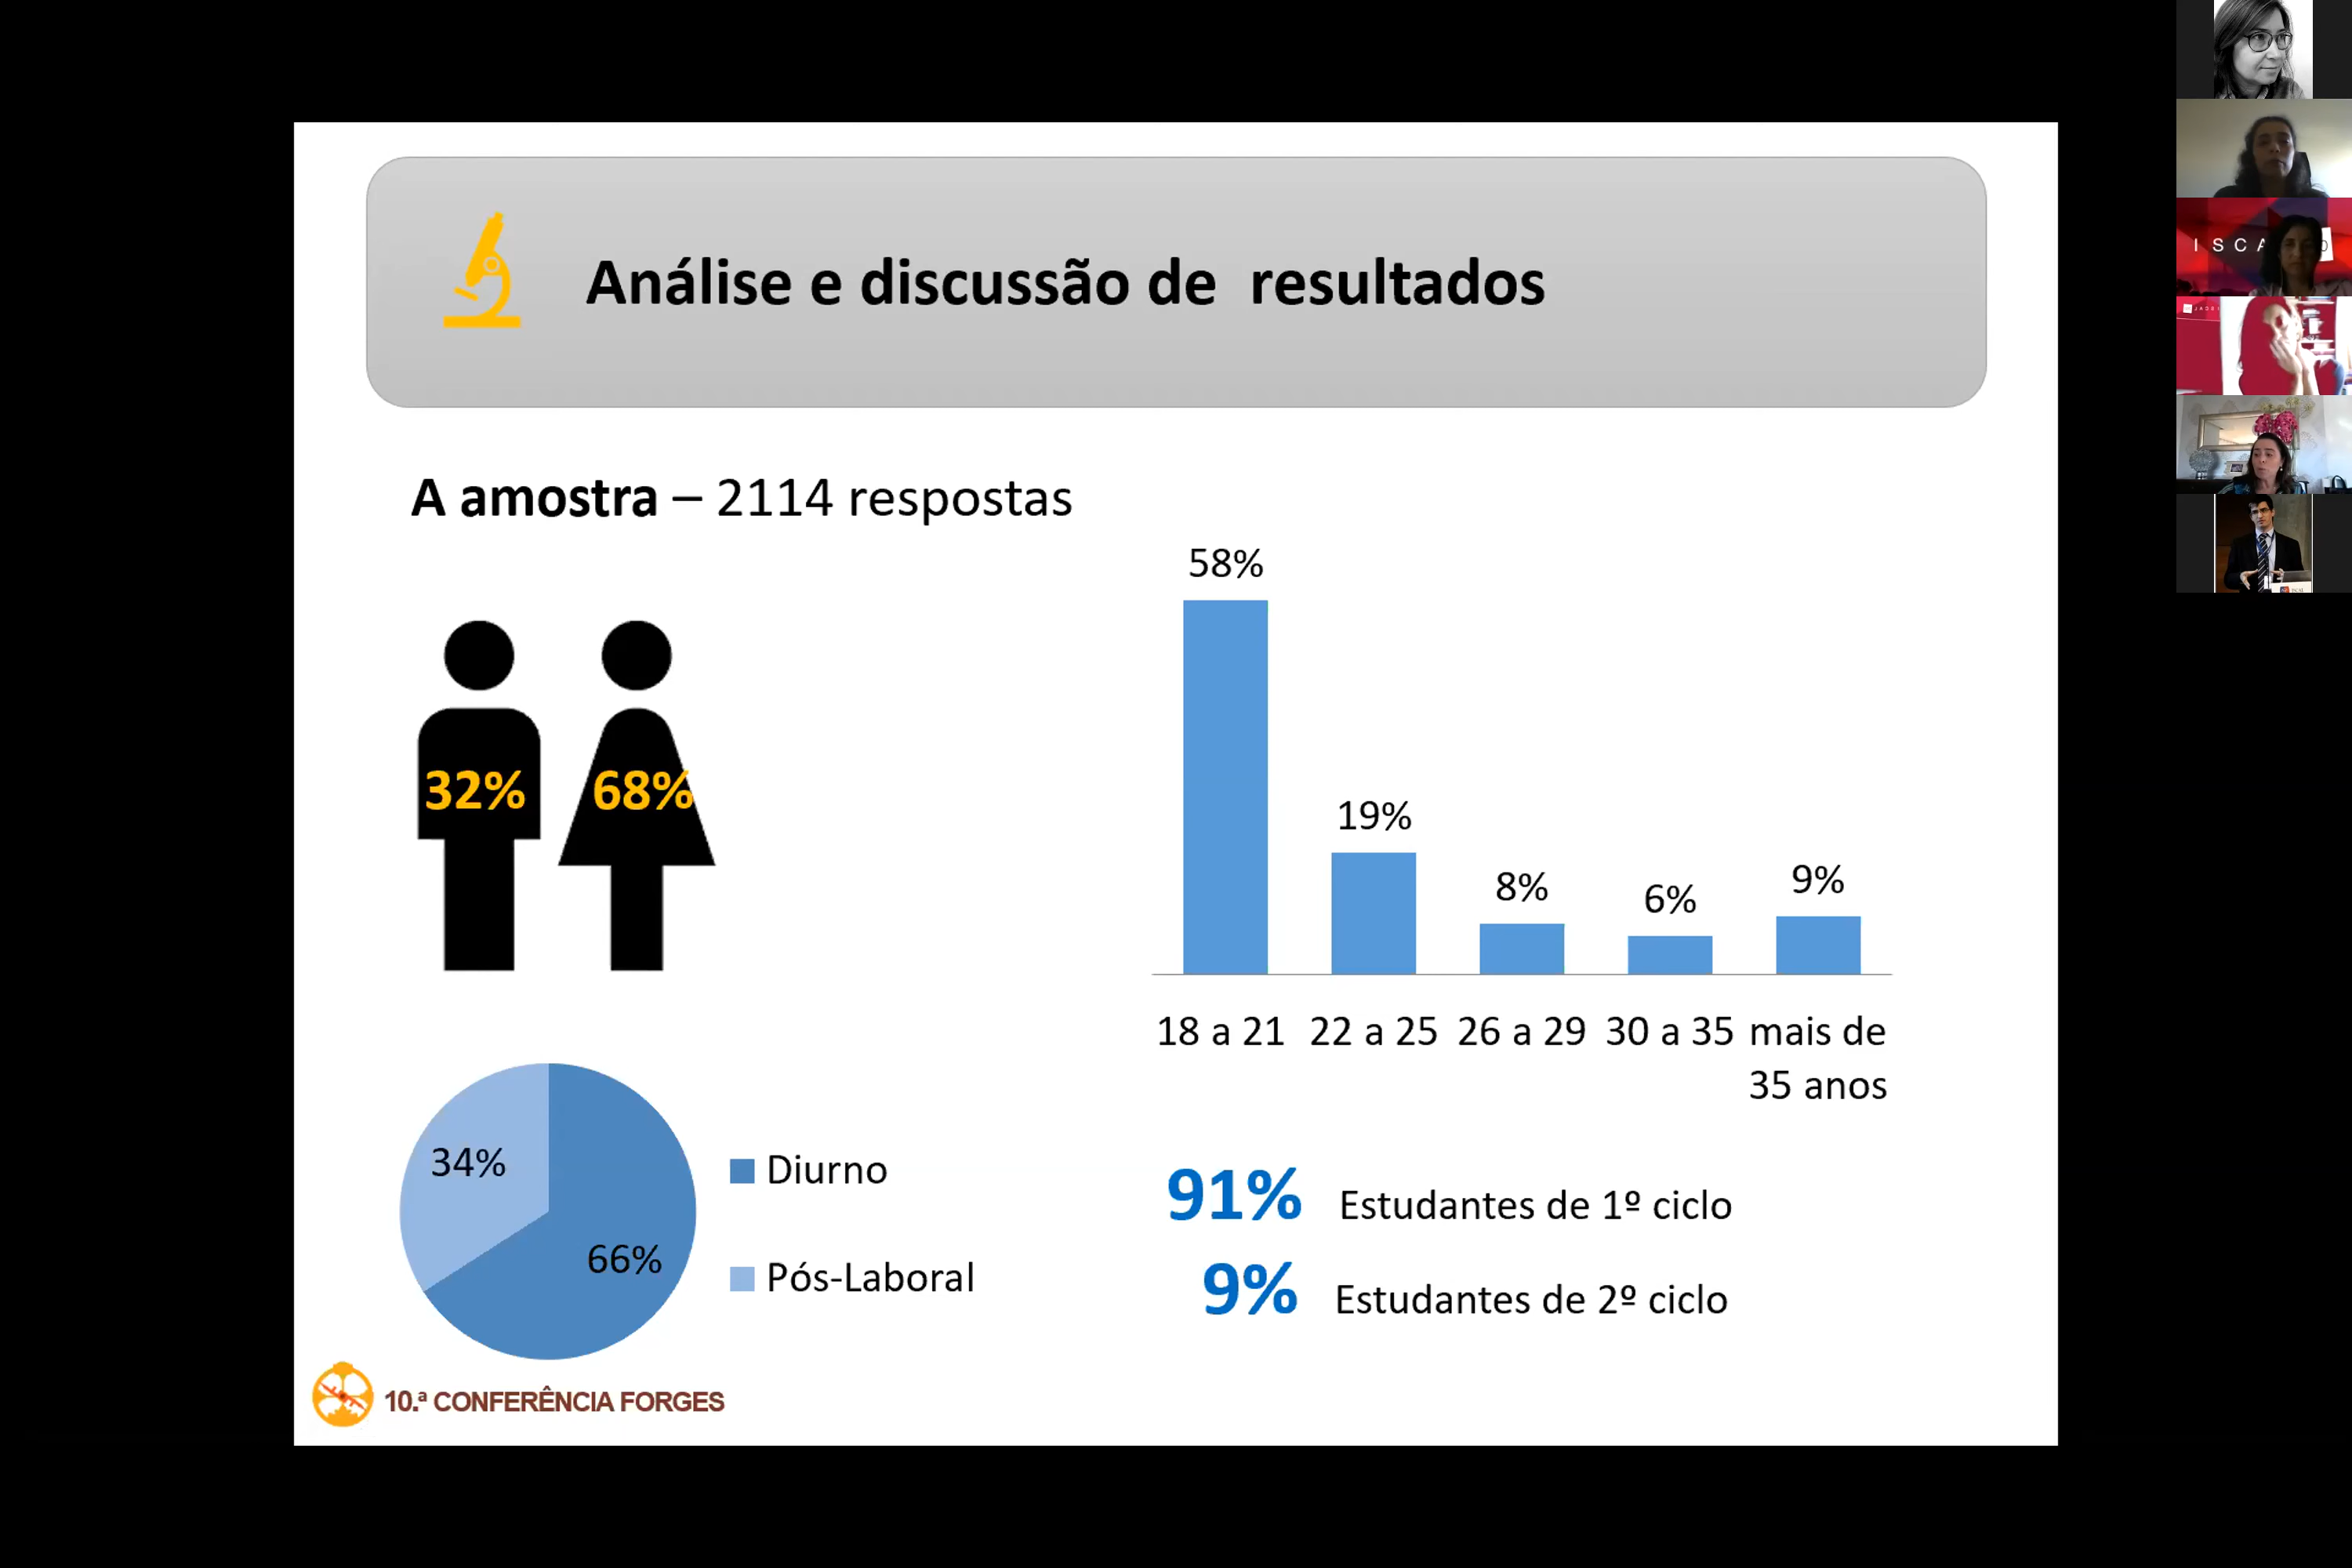 Análise e discussão de resultados
A amostra – 2114 respostas
32%
68%
58%
19%
8%
6%
9%
18 a 21
22 a 25
26 a 29
30 a 35
mais de
35 anos
34%
66%
Diurno
Pós-Laboral
91% Estudantes de 1º ciclo
9% Estudantes de 2º ciclo
10.ª CONFERÊNCIA FORGES
ISCA